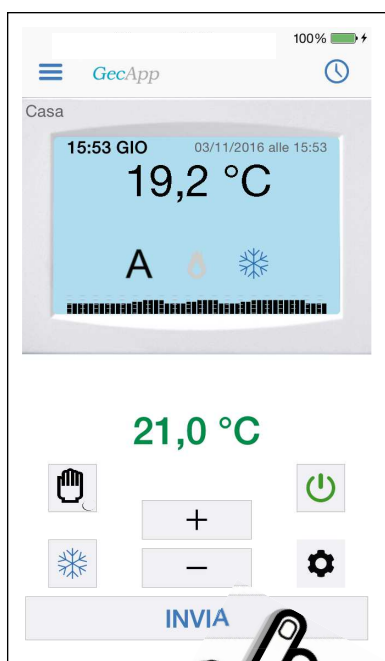 100%
GecApp
Casa
15:53 GIO 03/11/2016 alle 15:53
19,2 °C
A
21,0 °C
+
−
INVIA